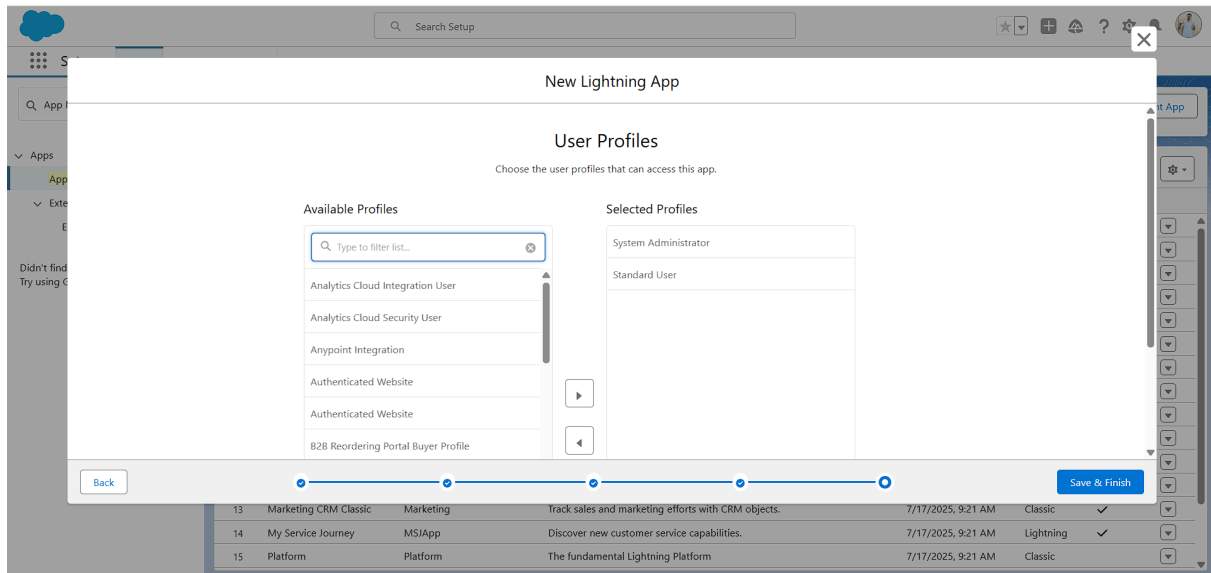 Search Setup
New Lightning App
App
t App
User Profiles
Choose the user profiles that can access this app.
Apps
App
Exte
E
Didn't find
Try using G
Available Profiles
Selected Profiles
Type to filter list...
System Administrator
Standard User
Analytics Cloud Integration User
Analytics Cloud Security User
Anypoint Integration
Authenticated Website
Authenticated Website
B2B Reordering Portal Buyer Profile
Back
Save & Finish
13 Marketing CRM Classic Marketing Track sales and marketing efforts with CRM objects. 7/17/2025, 9:21 AM Classic
14 My Service Journey MSJApp Discover new customer service capabilities. 7/17/2025, 9:21 AM Lightning
15 Platform Platform The fundamental Lightning Platform 7/17/2025, 9:21 AM Classic